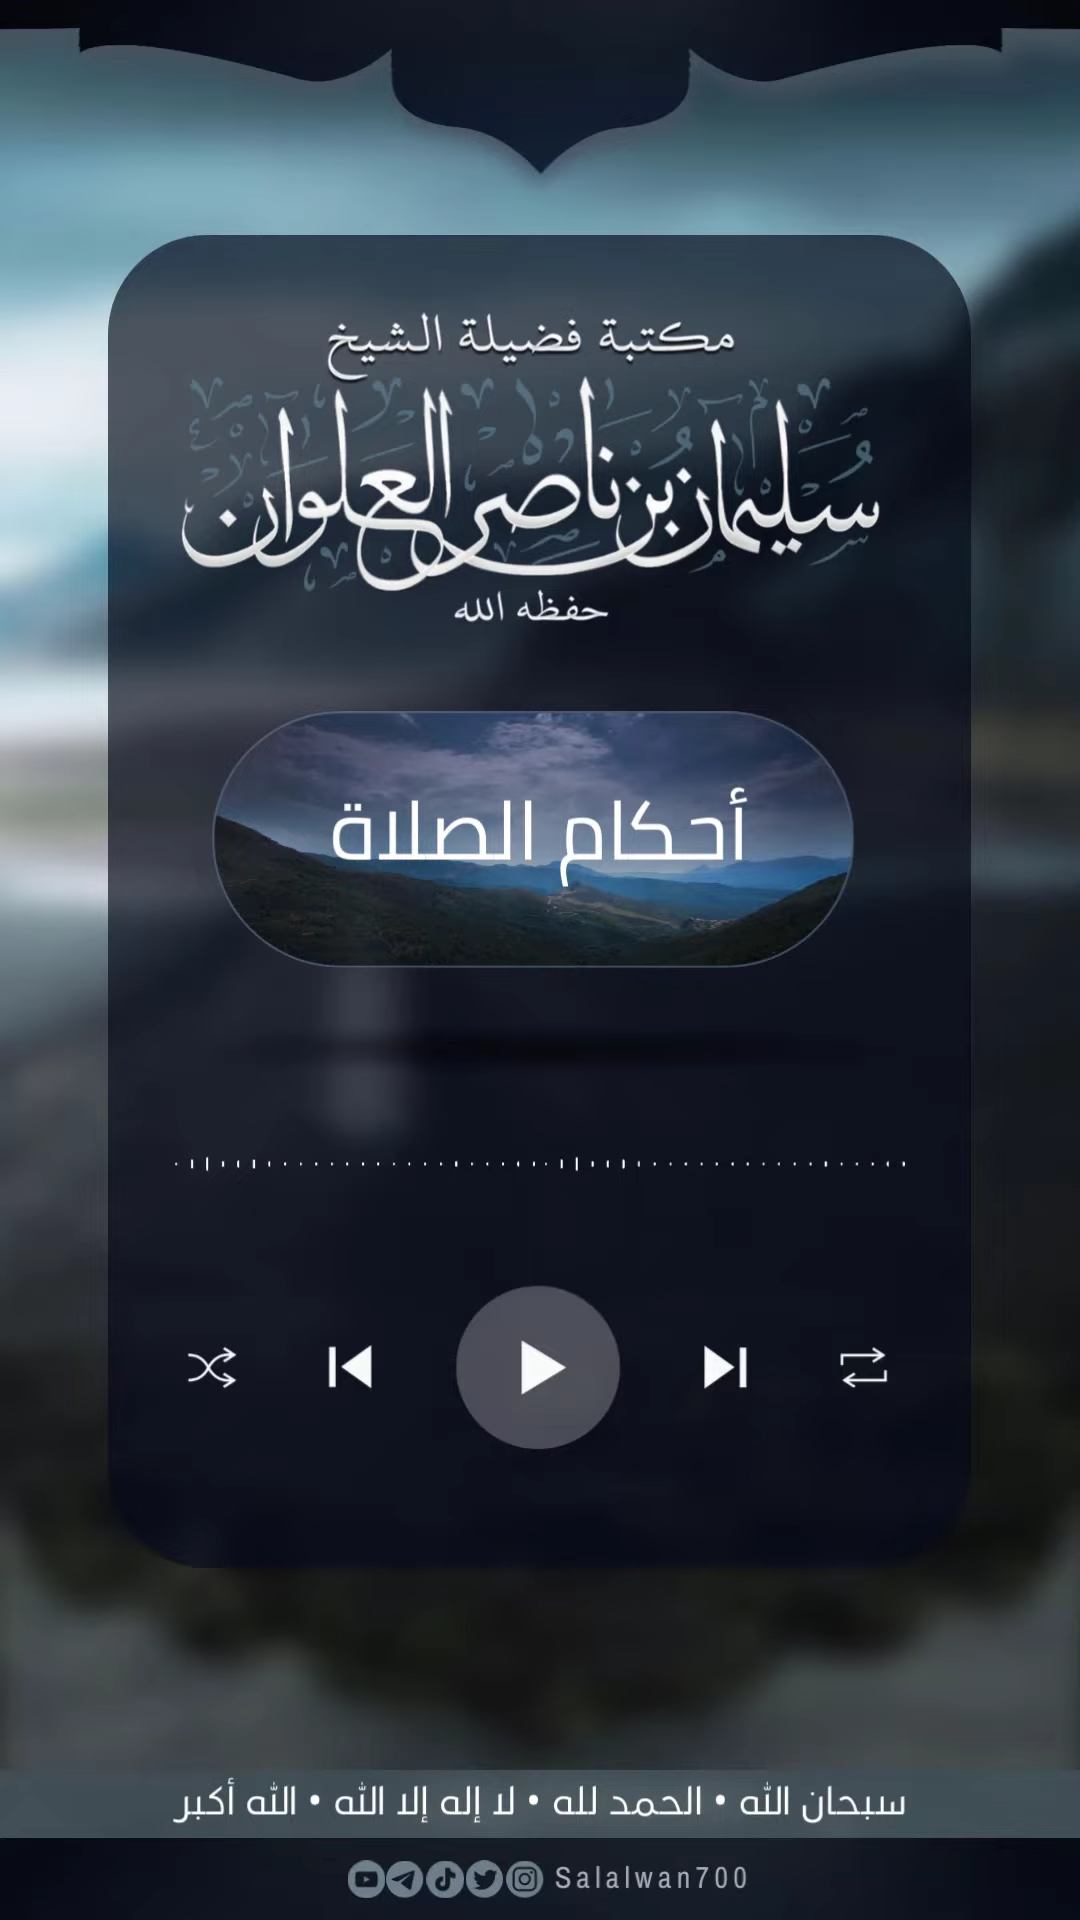 مكتبة فضيلة الشيخ
سليمان بن ناصر العلوان
حفظه الله
أحكام الصلاة
سبحان الله • الحمد لله • لا إله إلا الله • الله أكبر
Salalwan700